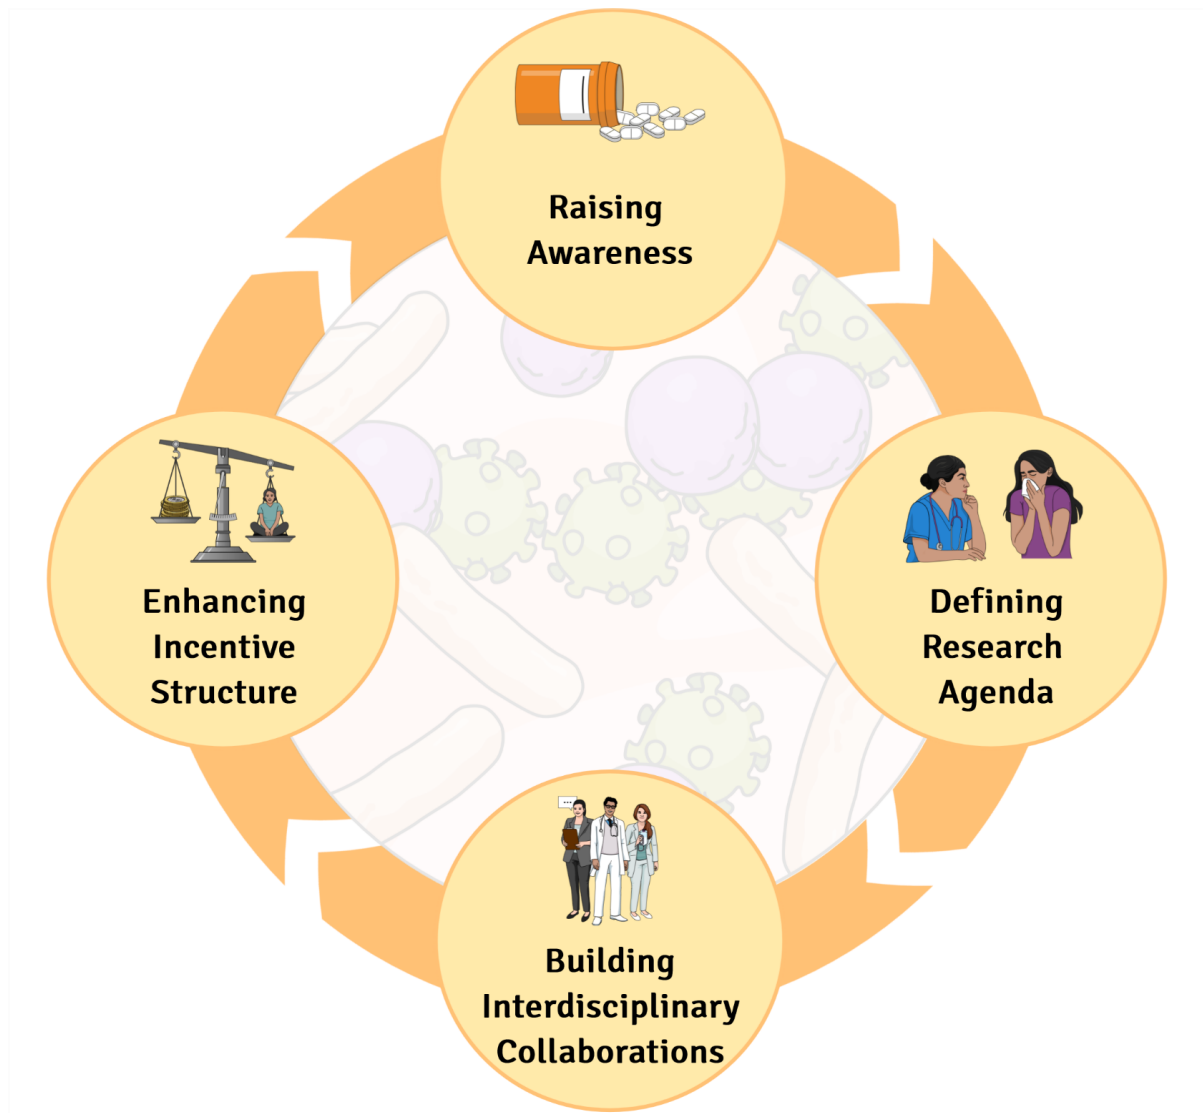 Raising
Awareness
Enhancing
Incentive
Structure
Defining
Research
Agenda
Building
Interdisciplinary
Collaborations